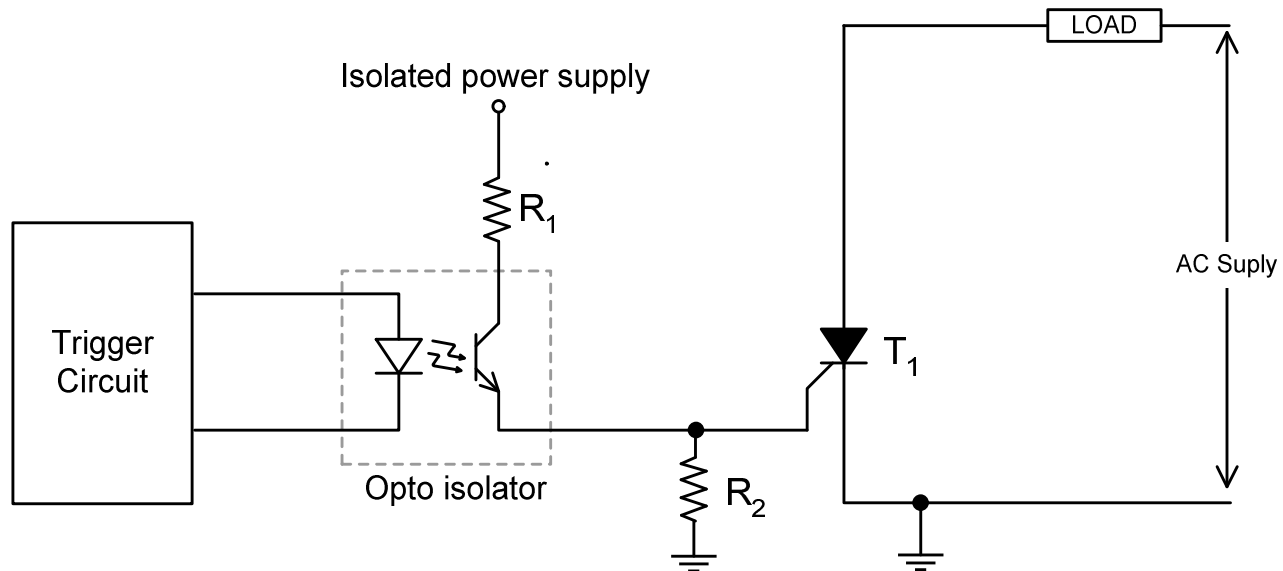 LOAD
Isolated power supply
R1
AC Suply
Trigger
Circuit
T1
Opto isolator
R2